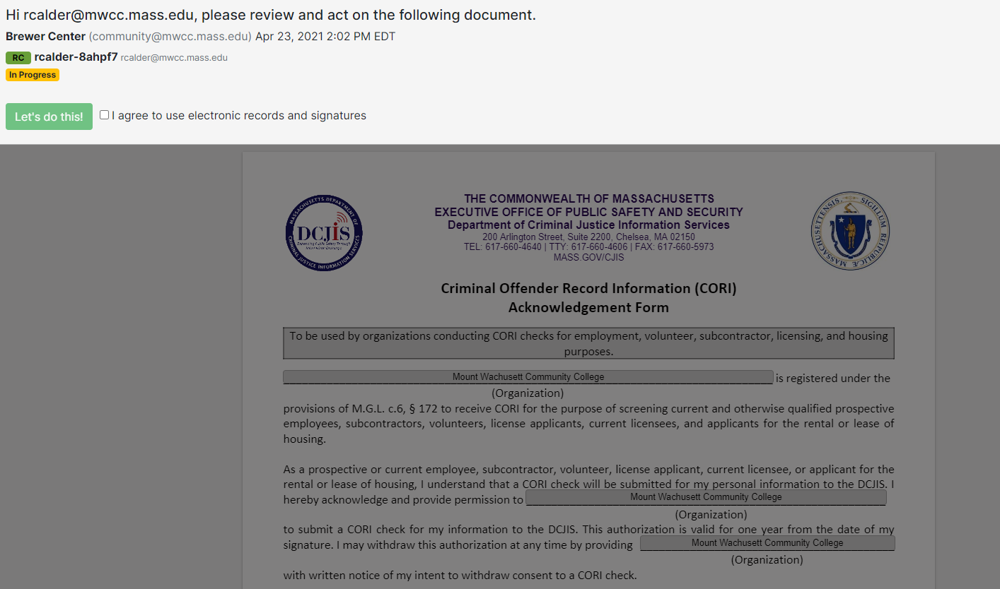 Hi rcalder@mwcc.mass.edu, please review and act on the following document.
Brewer Center (community@mwcc.mass.edu) Apr 23, 2021 2:02 PM EDT
RC rcalder-8ahpf7 rcalder@mwcc.mass.edu
In Progress
Let's do this! I agree to use electronic records and signatures
MASSACHUSETTS DEPARTMENT OF CRIMINAL JUSTICE INFORMATION SERVICES
DCJIS
Enhancing Public Safety Through
Information Exchange
THE COMMONWEALTH OF MASSACHUSETTS
EXECUTIVE OFFICE OF PUBLIC SAFETY AND SECURITY
Department of Criminal Justice Information Services
200 Arlington Street, Suite 2200, Chelsea, MA 02150
TEL: 617-660-4640 | TTY: 617-660-4606 | FAX: 617-660-5973
MASS.GOV/CJIS
SIGILLUM REIPUBLICÆ MASSACHUSETTENSIS
Criminal Offender Record Information (CORI)
Acknowledgement Form
To be used by organizations conducting CORI checks for employment, volunteer, subcontractor, licensing, and housing
purposes.
Mount Wachusett Community College is registered under the
(Organization)
provisions of M.G.L. c.6, § 172 to receive CORI for the purpose of screening current and otherwise qualified prospective
employees, subcontractors, volunteers, license applicants, current licensees, and applicants for the rental or lease of
housing.
As a prospective or current employee, subcontractor, volunteer, license applicant, current licensee, or applicant for the
rental or lease of housing, I understand that a CORI check will be submitted for my personal information to the DCJIS. I
hereby acknowledge and provide permission to Mount Wachusett Community College
(Organization)
to submit a CORI check for my information to the DCJIS. This authorization is valid for one year from the date of my
signature. I may withdraw this authorization at any time by providing Mount Wachusett Community College
(Organization)
with written notice of my intent to withdraw consent to a CORI check.